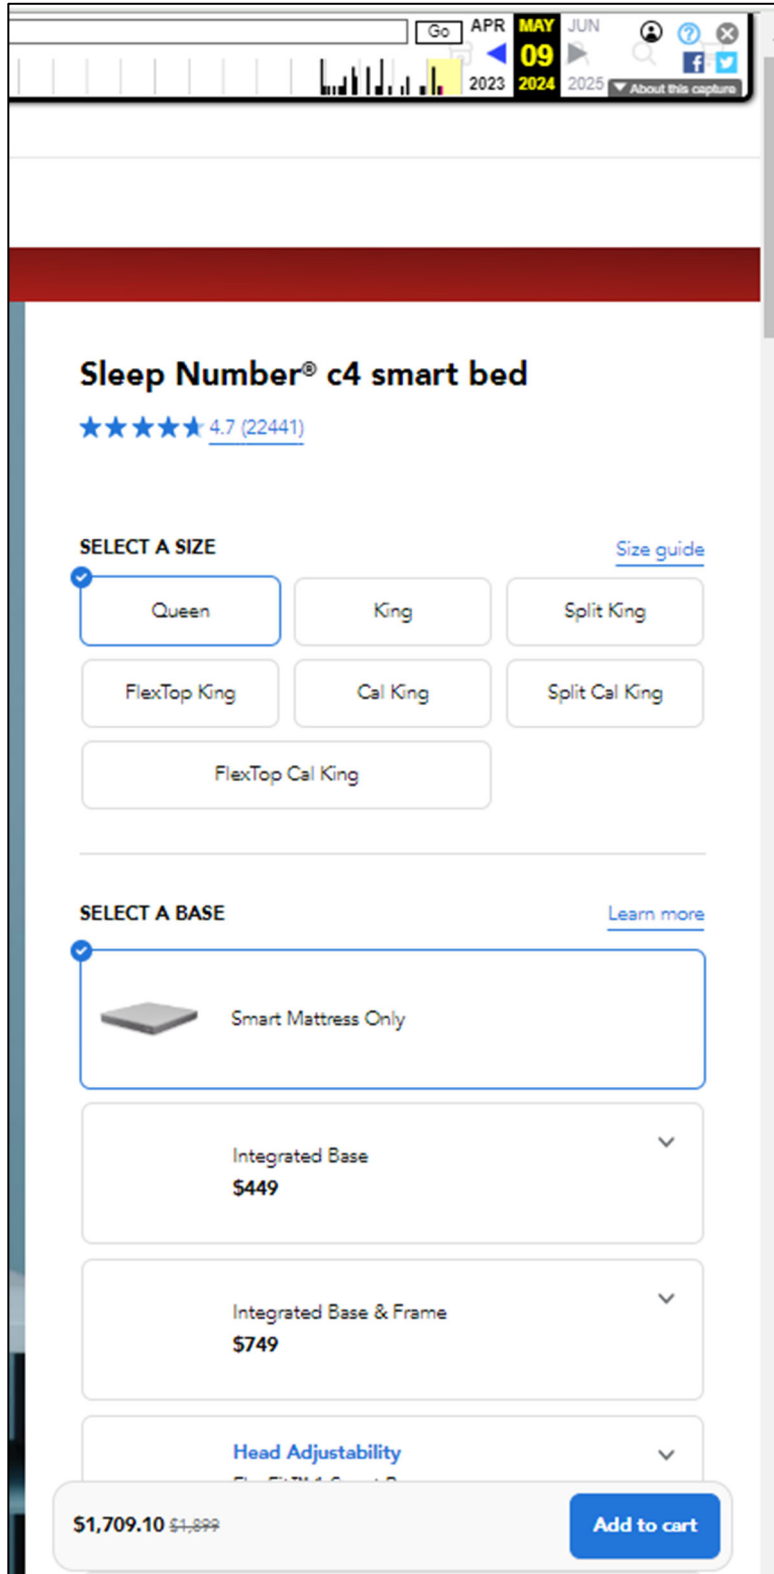 Go
APR MAY JUN
09
2023 2024 2025
About this capture
Sleep Number® c4 smart bed
4.7 (22441)
SELECT A SIZE Size guide
Queen King Split King
FlexTop King Cal King Split Cal King
FlexTop Cal King
SELECT A BASE Learn more
Smart Mattress Only
Integrated Base
$449
Integrated Base & Frame
$749
Head Adjustability
$1,709.10 $1,899 Add to cart